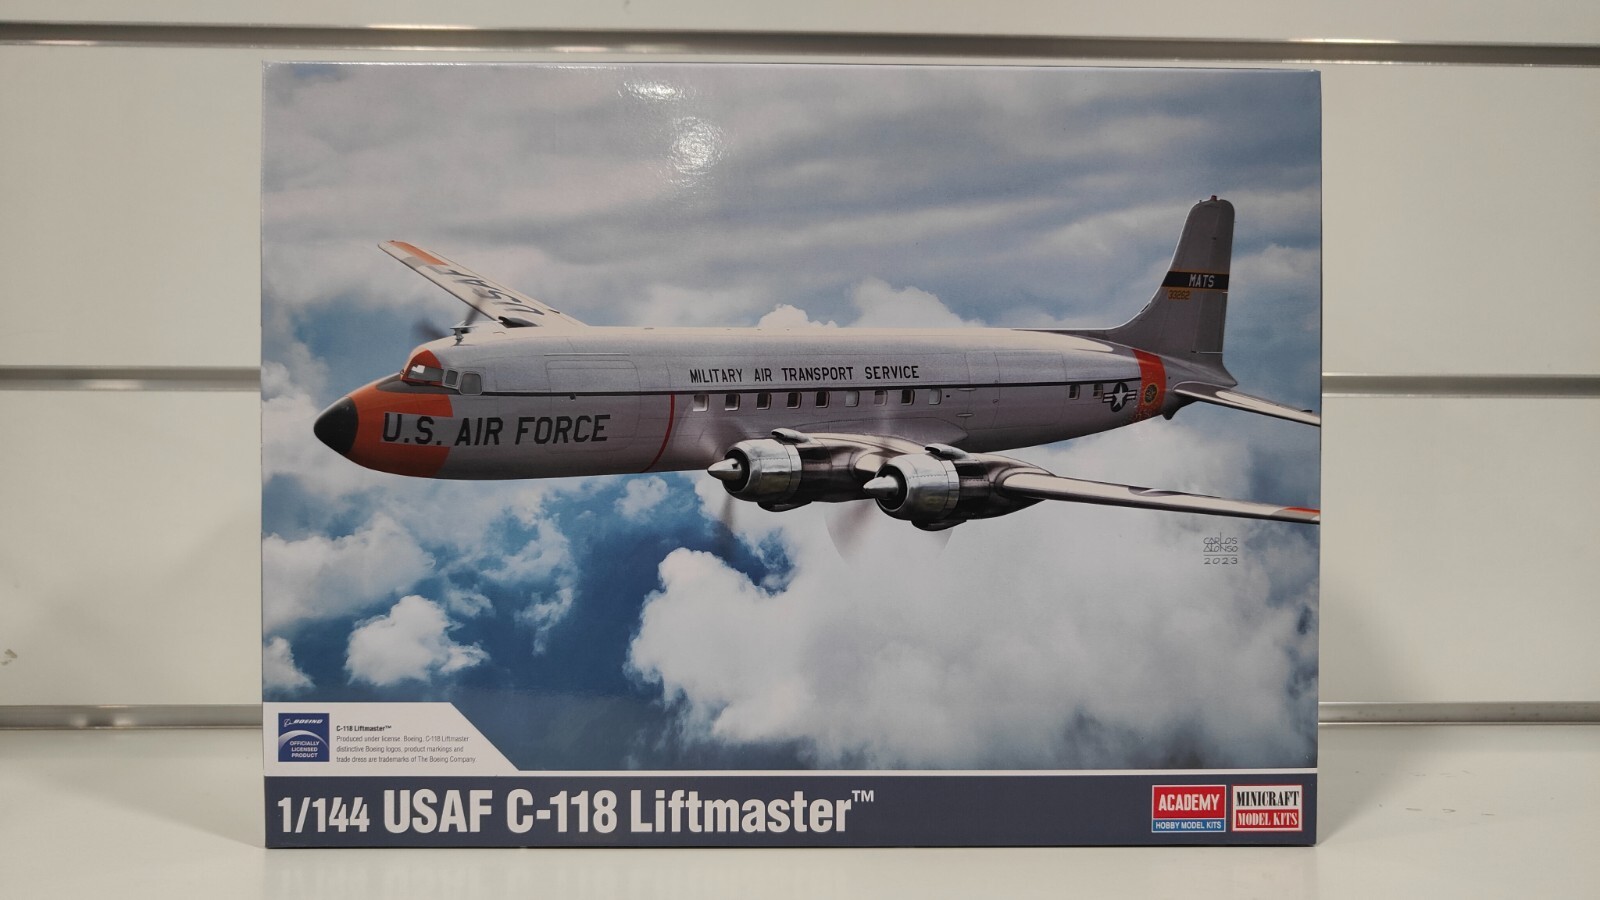 USAF
MATS
33252
MILITARY AIR TRANSPORT SERVICE
U.S. AIR FORCE
CARLOS
ALONSO
2023
BOEING
OFFICIALLY
LICENSED
PRODUCT
C-118 Liftmaster™
Produced under license. Boeing, C-118 Liftmaster
distinctive Boeing logos, product markings and
trade dress are trademarks of The Boeing Company.
1/144 USAF C-118 Liftmaster™
ACADEMY
HOBBY MODEL KITS
MINICRAFT
MODEL KITS